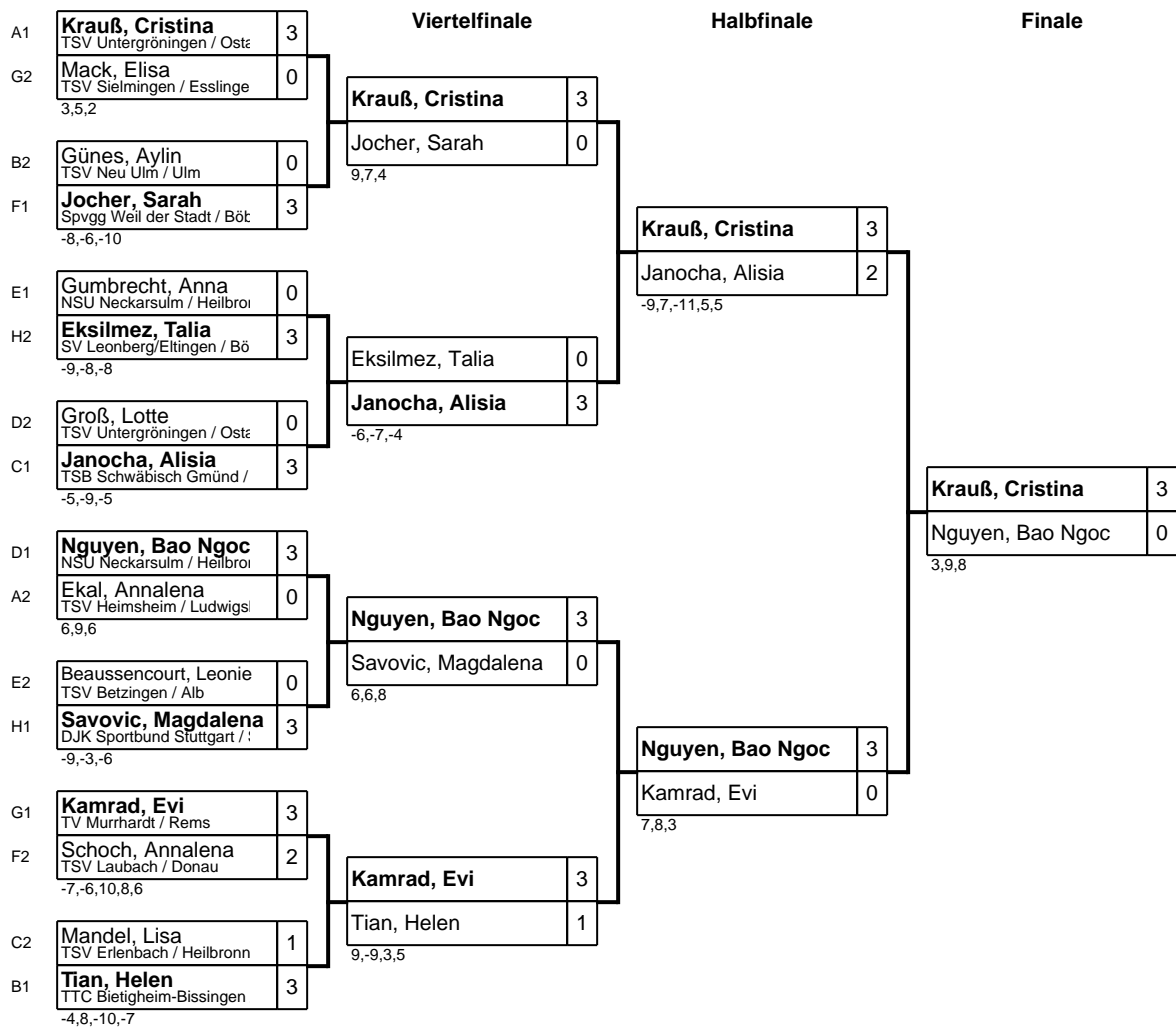 Viertelfinale
Halbfinale
Finale
A1
Krauß, Cristina
3
TSV Untergröningen / Osta
G2
Mack, Elisa
0
TSV Sielmingen / Esslinge
3,5,2
B2
Günes, Aylin
0
TSV Neu Ulm / Ulm
F1
Jocher, Sarah
3
Spvgg Weil der Stadt / Böb
-8,-6,-10
E1
Gumbrecht, Anna
0
NSU Neckarsulm / Heilbron
H2
Eksilmez, Talia
3
SV Leonberg/Eltingen / Bö
-9,-8,-8
D2
Groß, Lotte
0
TSV Untergröningen / Osta
C1
Janocha, Alisia
3
TSB Schwäbisch Gmünd /
-5,-9,-5
D1
Nguyen, Bao Ngoc
3
NSU Neckarsulm / Heilbron
A2
Ekal, Annalena
0
TSV Heimsheim / Ludwigs
6,9,6
E2
Beaussencourt, Leonie
0
TSV Betzingen / Alb
H1
Savovic, Magdalena
3
DJK Sportbund Stuttgart /
-9,-3,-6
G1
Kamrad, Evi
3
TV Murrhardt / Rems
F2
Schoch, Annalena
2
TSV Laubach / Donau
-7,-6,10,8,6
C2
Mandel, Lisa
1
TSV Erlenbach / Heilbronn
B1
Tian, Helen
3
TTC Bietigheim-Bissingen
-4,8,-10,-7
Krauß, Cristina
3
Jocher, Sarah
0
9,7,4
Eksilmez, Talia
0
Janocha, Alisia
3
-6,-7,-4
Nguyen, Bao Ngoc
3
Savovic, Magdalena
0
6,6,8
Kamrad, Evi
3
Tian, Helen
1
9,-9,3,5
Krauß, Cristina
3
Janocha, Alisia
2
-9,7,-11,5,5
Nguyen, Bao Ngoc
3
Kamrad, Evi
0
7,8,3
Krauß, Cristina
3
Nguyen, Bao Ngoc
0
3,9,8